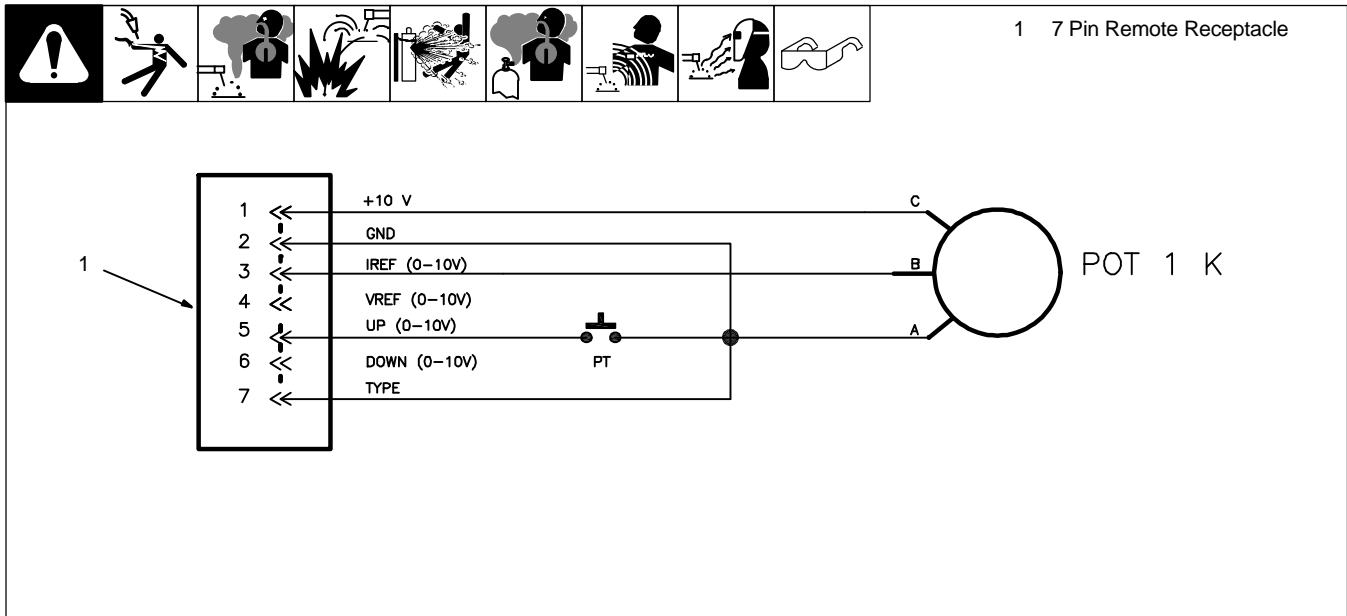 1 7 Pin Remote Receptacle
1
1 +10 V C
2 GND
3 IREF (0-10V) B
4 VREF (0-10V)
5 UP (0-10V) A
6 DOWN (0-10V) PT
7 TYPE
POT 1 K